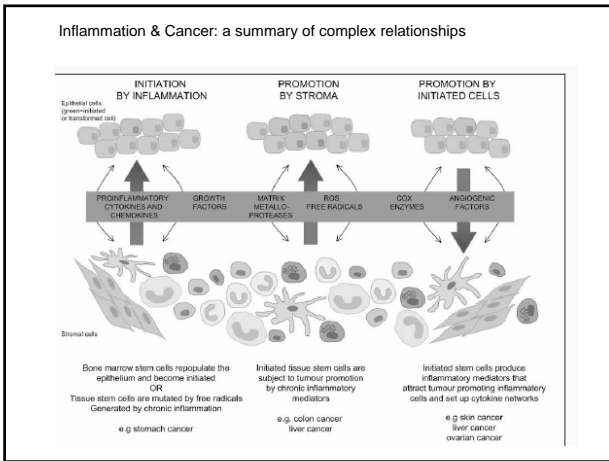 Inflammation & Cancer: a summary of complex relationships
INITIATION
BY INFLAMMATION
PROMOTION
BY STROMA
PROMOTION BY
INITIATED CELLS
Epithelial cells
(green=initiated
or transformed cell)
PROINFLAMMATORY
CYTOKINES AND
CHEMOKINES
GROWTH
FACTORS
MATRIX
METALLO-
PROTEASES
ROS
FREE RADICALS
COX
ENZYMES
ANGIOGENIC
FACTORS
Stromal cells
Bone marrow stem cells repopulate the
epithelium and become initiated
OR
Tissue stem cells are mutated by free radicals
Generated by chronic inflammation
e.g stomach cancer
Initiated tissue stem cells are
subject to tumour promotion
by chronic inflammatory
mediators
e.g. colon cancer
liver cancer
Initiated stem cells produce
inflammatory mediators that
attract tumour promoting inflammatory
cells and set up cytokine networks
e.g skin cancer
liver cancer
ovarian cancer